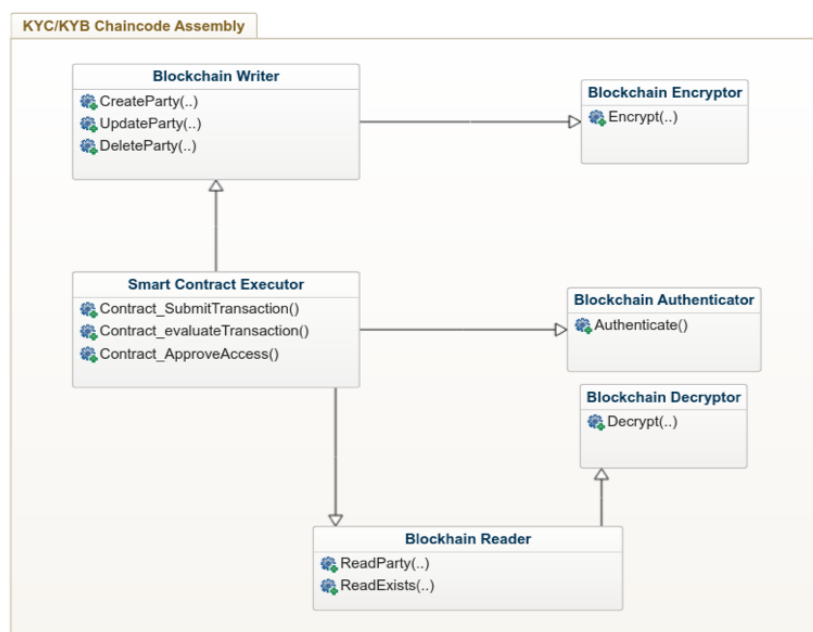 KYC/KYB Chaincode Assembly
Blockchain Writer
CreateParty(..)
UpdateParty(..)
DeleteParty(..)
Blockchain Encryptor
Encrypt(..)
Smart Contract Executor
Contract_SubmitTransaction()
Contract_evaluateTransaction()
Contract_ApproveAccess()
Blockchain Authenticator
Authenticate()
Blockchain Decryptor
Decrypt(..)
Blockhain Reader
ReadParty(..)
ReadExists(..)